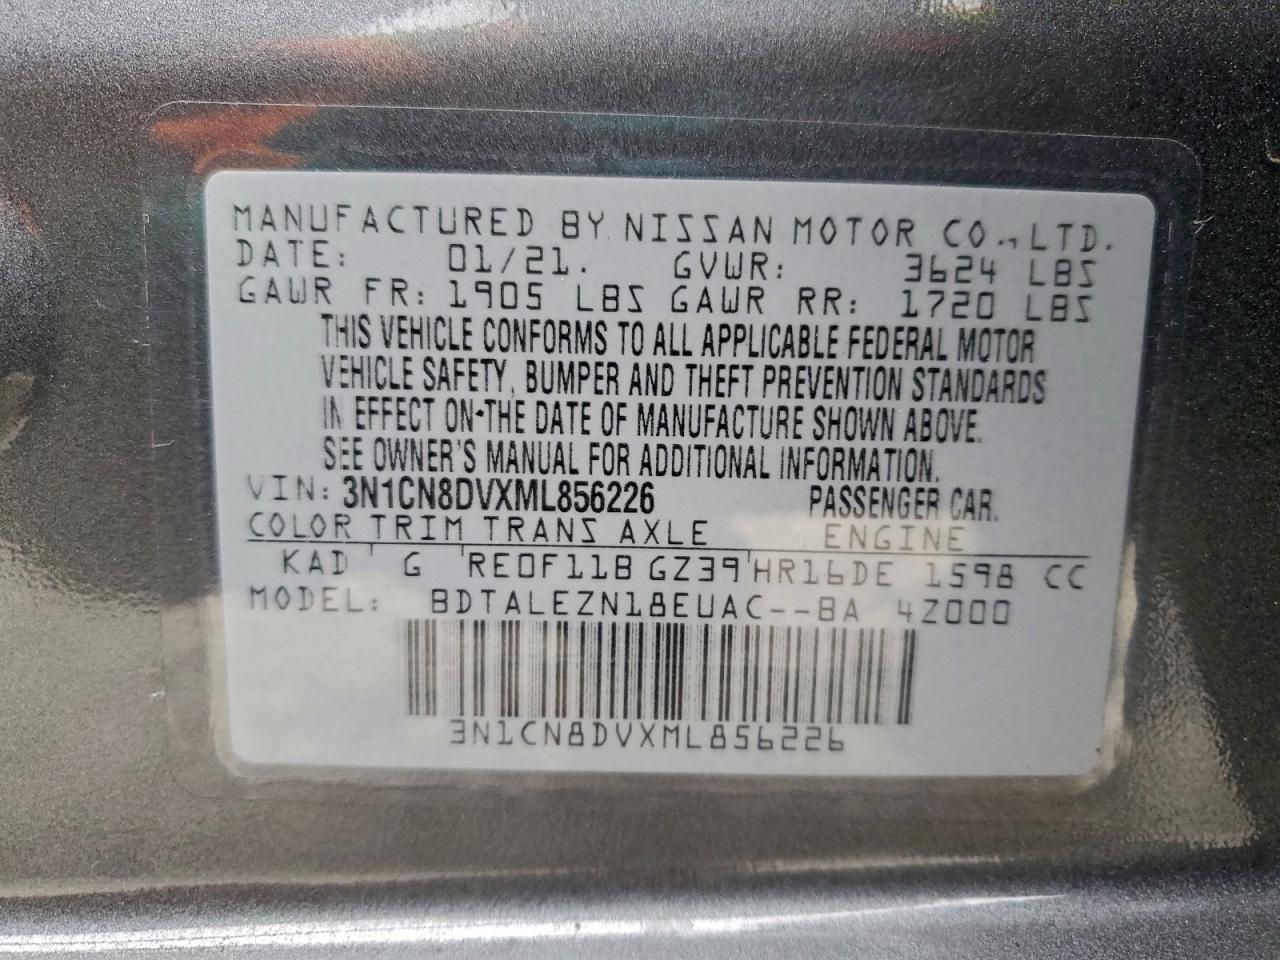 MANUFACTURED BY NISSAN MOTOR CO., LTD.
DATE: 01/21. GVWR: 3624 LBS
GAWR FR: 1905 LBS GAWR RR: 1720 LBS
THIS VEHICLE CONFORMS TO ALL APPLICABLE FEDERAL MOTOR
VEHICLE SAFETY, BUMPER AND THEFT PREVENTION STANDARDS
IN EFFECT ON THE DATE OF MANUFACTURE SHOWN ABOVE.
SEE OWNER'S MANUAL FOR ADDITIONAL INFORMATION.
VIN: 3N1CN8DVXML856226 PASSENGER CAR.
COLOR TRIM TRANS AXLE ENGINE
KAD G RE0F11B GZ39 HR16DE 1598 CC
MODEL: BDTALEZN18EUAC--BA 4Z000
3N1CN8DVXML856226